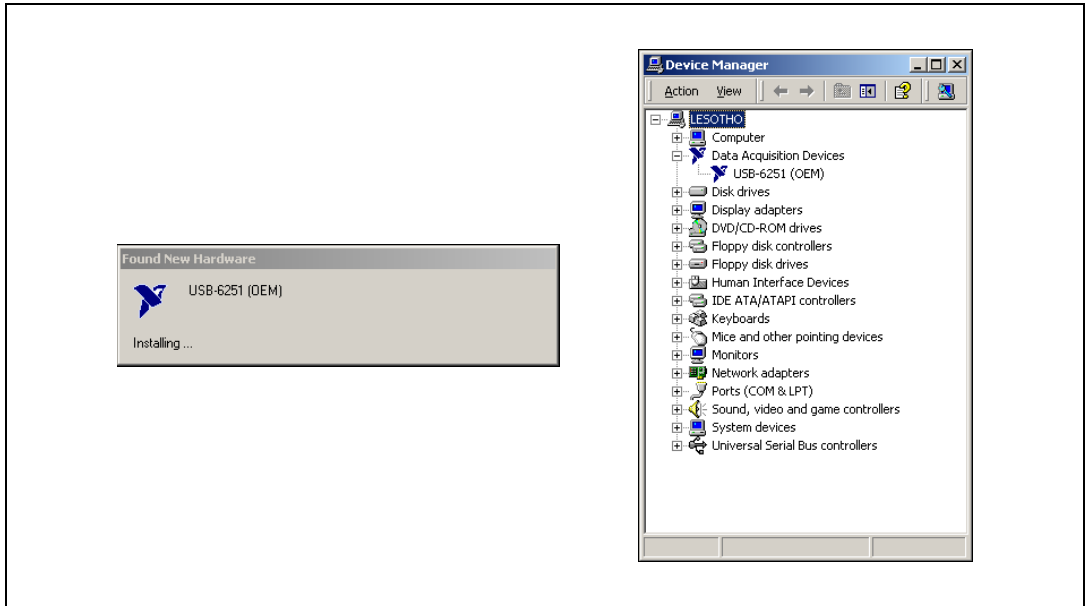 Found New Hardware
USB-6251 (OEM)
Installing ...
Device Manager
Action View
LESOTHO
Computer
Data Acquisition Devices
USB-6251 (OEM)
Disk drives
Display adapters
DVD/CD-ROM drives
Floppy disk controllers
Floppy disk drives
Human Interface Devices
IDE ATA/ATAPI controllers
Keyboards
Mice and other pointing devices
Monitors
Network adapters
Ports (COM & LPT)
Sound, video and game controllers
System devices
Universal Serial Bus controllers